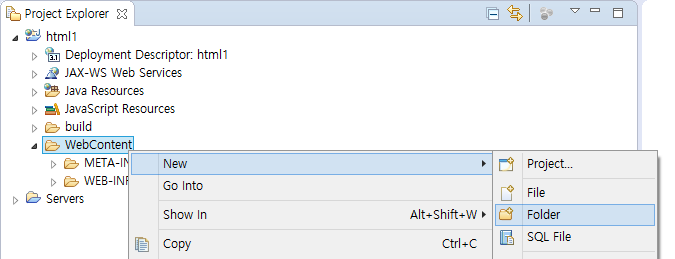 Project Explorer
html1
Deployment Descriptor: html1
JAX-WS Web Services
Java Resources
JavaScript Resources
build
WebContent
META-IN
WEB-INF
Servers
New
Go Into
Show In Alt+Shift+W
Copy Ctrl+C
Project...
File
Folder
SQL File